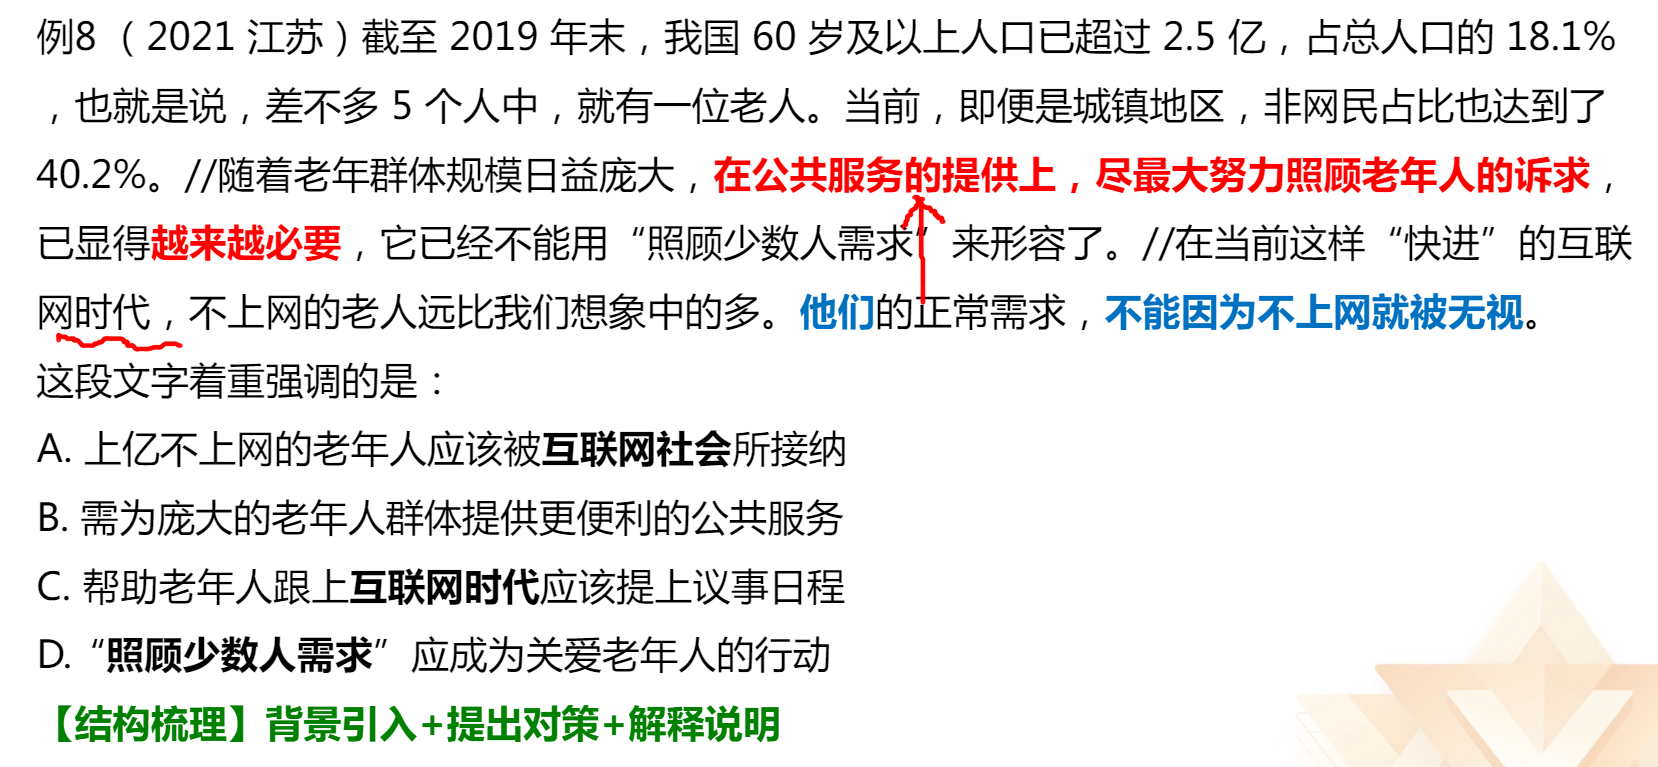 例8（2021 江苏）截至 2019 年末，我国 60 岁及以上人口已超过 2.5 亿，占总人口的 18.1%
，也就是说，差不多 5 个人中，就有一位老人。当前，即便是城镇地区，非网民占比也达到了
40.2%。//随着老年群体规模日益庞大，在公共服务的提供上，尽最大努力照顾老年人的诉求，
已显得越来越必要，它已经不能用“照顾少数人需求”来形容了。//在当前这样“快进”的互联
网时代，不上网的老人远比我们想象中的多。他们的正常需求，不能因为不上网就被无视。
这段文字着重强调的是：
A. 上亿不上网的老年人应该被互联网社会所接纳
B. 需为庞大的老年人群体提供更便利的公共服务
C. 帮助老年人跟上互联网时代应该提上议事日程
D.“照顾少数人需求”应成为关爱老年人的行动
【结构梳理】背景引入+提出对策+解释说明